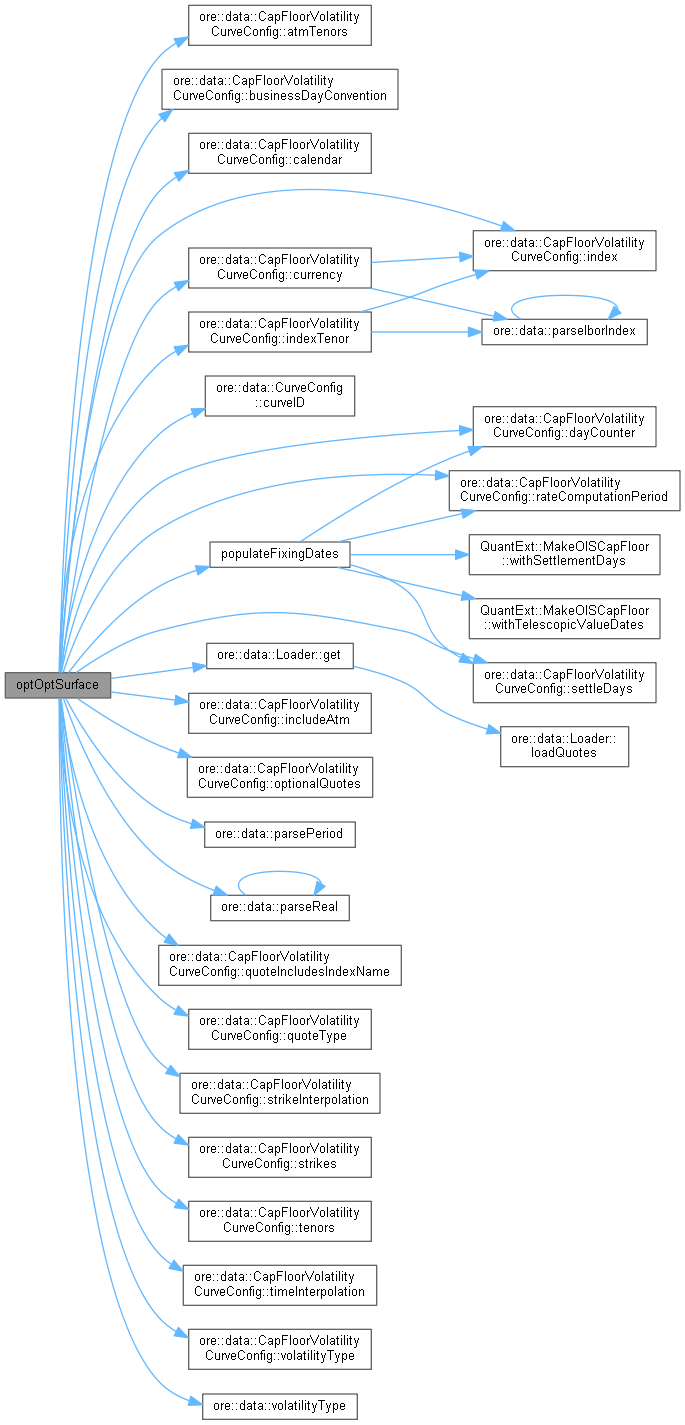 ore::data::CapFloorVolatility
CurveConfig::atmTenors
ore::data::CapFloorVolatility
CurveConfig::businessDayConvention
ore::data::CapFloorVolatility
CurveConfig::calendar
ore::data::CapFloorVolatility
CurveConfig::index
ore::data::CapFloorVolatility
CurveConfig::currency
ore::data::CapFloorVolatility
CurveConfig::indexTenor
ore::data::parseIborIndex
ore::data::CurveConfig
::curveID
ore::data::CapFloorVolatility
CurveConfig::dayCounter
ore::data::CapFloorVolatility
CurveConfig::rateComputationPeriod
populateFixingDates
QuantExt::MakeOISCapFloor
::withSettlementDays
QuantExt::MakeOISCapFloor
::withTelescopicValueDates
ore::data::Loader::get
ore::data::CapFloorVolatility
CurveConfig::settleDays
optOptSurface
ore::data::CapFloorVolatility
CurveConfig::includeAtm
ore::data::Loader::
loadQuotes
ore::data::CapFloorVolatility
CurveConfig::optionalQuotes
ore::data::parsePeriod
ore::data::parseReal
ore::data::CapFloorVolatility
CurveConfig::quoteIncludesIndexName
ore::data::CapFloorVolatility
CurveConfig::quoteType
ore::data::CapFloorVolatility
CurveConfig::strikeInterpolation
ore::data::CapFloorVolatility
CurveConfig::strikes
ore::data::CapFloorVolatility
CurveConfig::tenors
ore::data::CapFloorVolatility
CurveConfig::timeInterpolation
ore::data::CapFloorVolatility
CurveConfig::volatilityType
ore::data::volatilityType